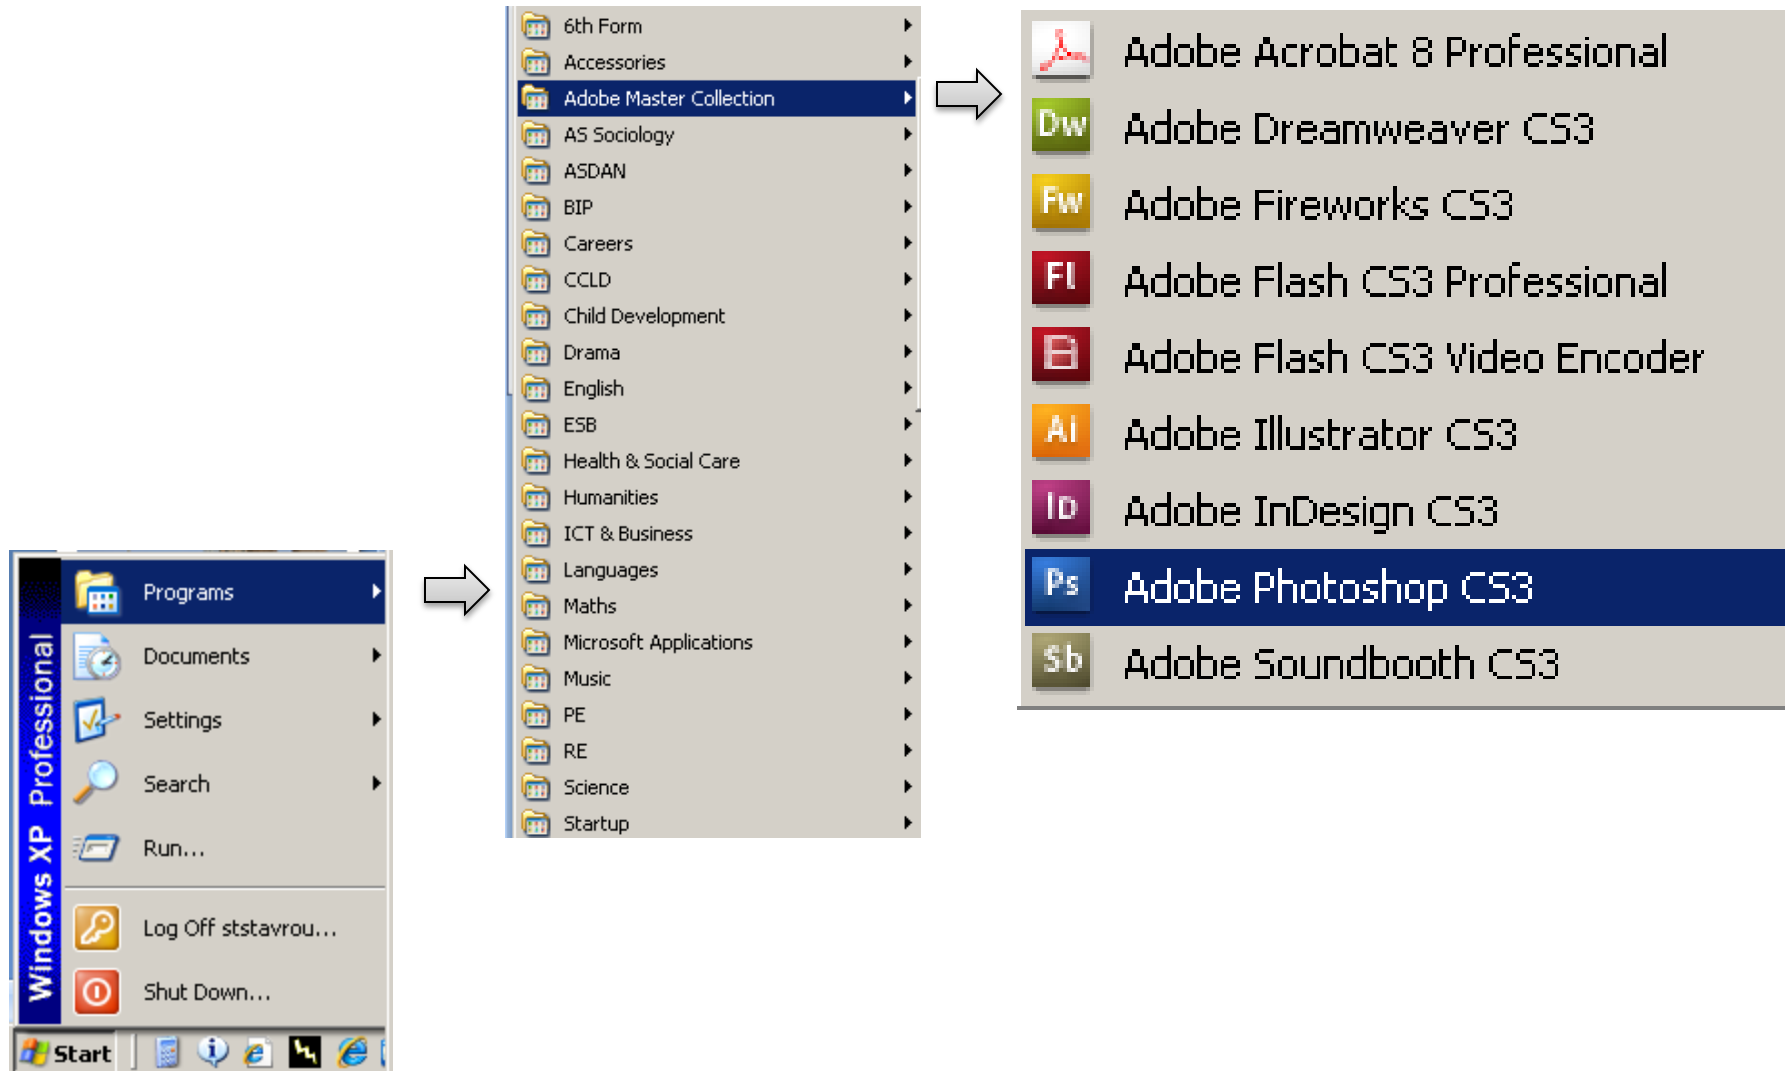 Programs
Documents
Settings
Search
Run...
Log Off ststavrou...
Shut Down...
Windows XP Professional
Start
6th Form
Accessories
Adobe Master Collection
AS Sociology
ASDAN
BIP
Careers
CCLD
Child Development
Drama
English
ESB
Health & Social Care
Humanities
ICT & Business
Languages
Maths
Microsoft Applications
Music
PE
RE
Science
Startup
Adobe Acrobat 8 Professional
Dw Adobe Dreamweaver CS3
Fw Adobe Fireworks CS3
Fl Adobe Flash CS3 Professional
Adobe Flash CS3 Video Encoder
Ai Adobe Illustrator CS3
ID Adobe InDesign CS3
Ps Adobe Photoshop CS3
Sb Adobe Soundbooth CS3